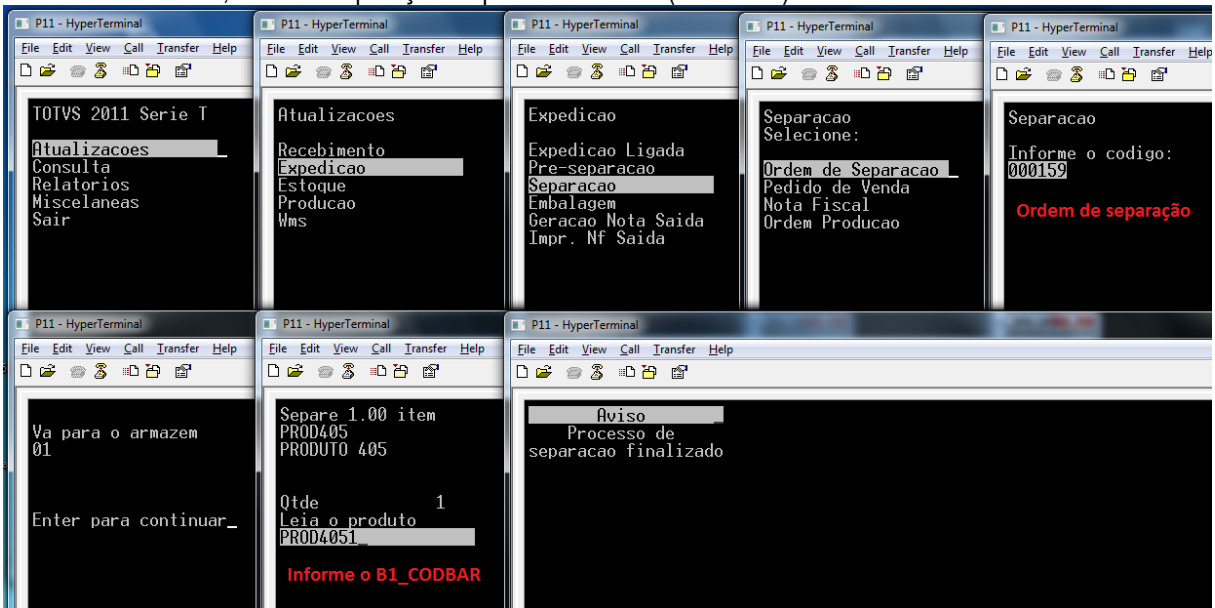 P11 - HyperTerminal
File Edit View Call Transfer Help
TOTVS 2011 Serie T
Atualizacoes
Consulta
Relatorios
Miscelaneas
Sair
P11 - HyperTerminal
File Edit View Call Transfer Help
Atualizacoes
Recebimento
Expedicao
Estoque
Producao
Wms
P11 - HyperTerminal
File Edit View Call Transfer Help
Expedicao
Expedicao Ligada
Pre-separacao
Separacao
Embalagem
Geracao Nota Saida
Impr. Nf Saida
P11 - HyperTerminal
File Edit View Call Transfer Help
Separacao
Selecione:
Ordem de Separacao
Pedido de Venda
Nota Fiscal
Ordem Producao
P11 - HyperTerminal
File Edit View Call Transfer Help
Separacao
Informe o codigo:
000159
Ordem de separação
P11 - HyperTerminal
File Edit View Call Transfer Help
Va para o armazem
01
Enter para continuar_
P11 - HyperTerminal
File Edit View Call Transfer Help
Separe 1.00 item
PROD405
PRODUTO 405
Qtde 1
Leia o produto
PROD4051_
Informe o B1_CODBAR
P11 - HyperTerminal
File Edit View Call Transfer Help
Aviso
Processo de
separacao finalizado